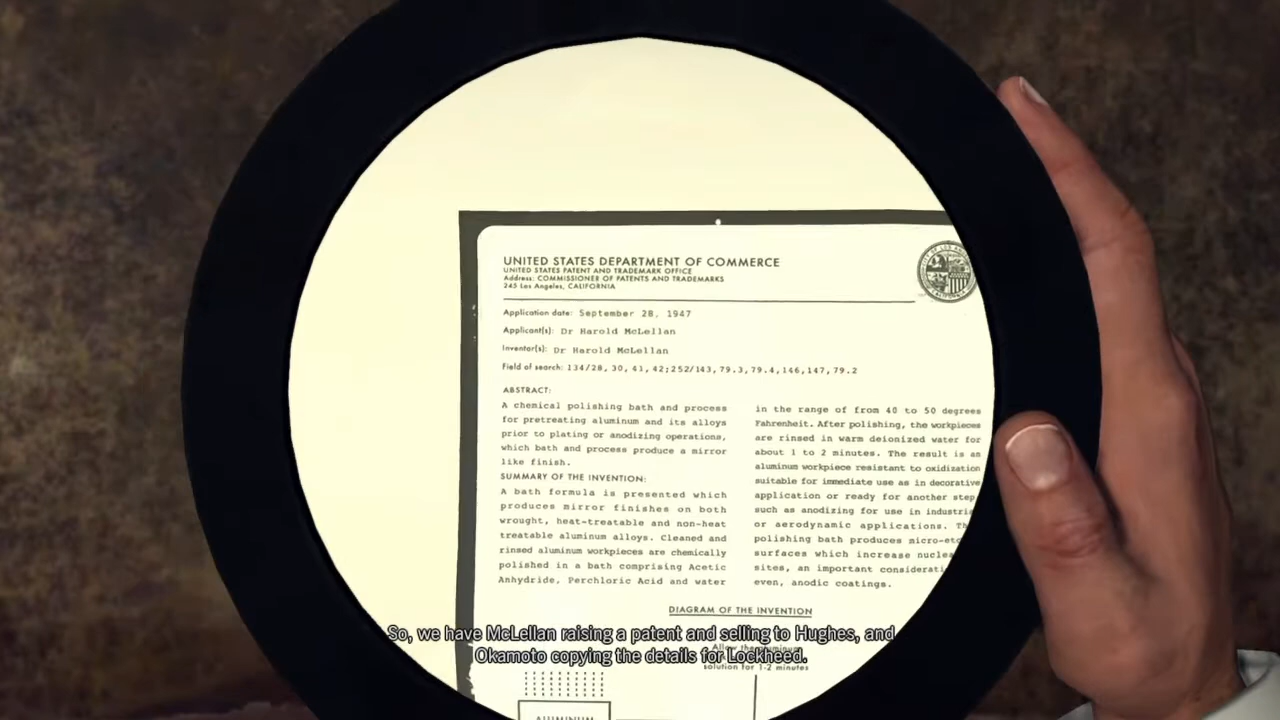 UNITED STATES DEPARTMENT OF COMMERCE
UNITED STATES PATENT AND TRADEMARK OFFICE
Address: COMMISSIONER OF PATENTS AND TRADEMARKS
245 Los Angeles, CALIFORNIA
Application date: September 28, 1947
Applicant(s): Dr Harold McLellan
Inventor(s): Dr Harold McLellan
Field of search: 134/28, 30, 41, 42;252/143, 79.3, 79.4, 146, 147, 79.2
ABSTRACT:
A chemical polishing bath and process
for pretreating aluminum and its alloys
prior to plating or anodizing operations,
which bath and process produce a mirror
like finish.
SUMMARY OF THE INVENTION:
A bath formula is presented which
produces mirror finishes on both
wrought, heat-treatable and non-heat
treatable aluminum alloys. Cleaned and
rinsed aluminum workpieces are chemically
polished in a bath comprising Acetic
Anhydride, Perchloric Acid and water
in the range of from 40 to 50 degrees
Fahrenheit. After polishing, the workpieces
are rinsed in warm deionized water for
about 1 to 2 minutes. The result is an
aluminum workpiece resistant to oxidization
suitable for immediate use as in decorative
application or ready for another step
such as anodizing for use in industria
or aerodynamic applications. Th
polishing bath produces micro-etc
surfaces which increase nuclea
sites, an important considerati
even, anodic coatings.
DIAGRAM OF THE INVENTION
Allow the aluminum
solution for 1-2 minutes
ALUMINUM
So, we have McLellan raising a patent and selling to Hughes, and
Okamoto copying the details for Lockheed.